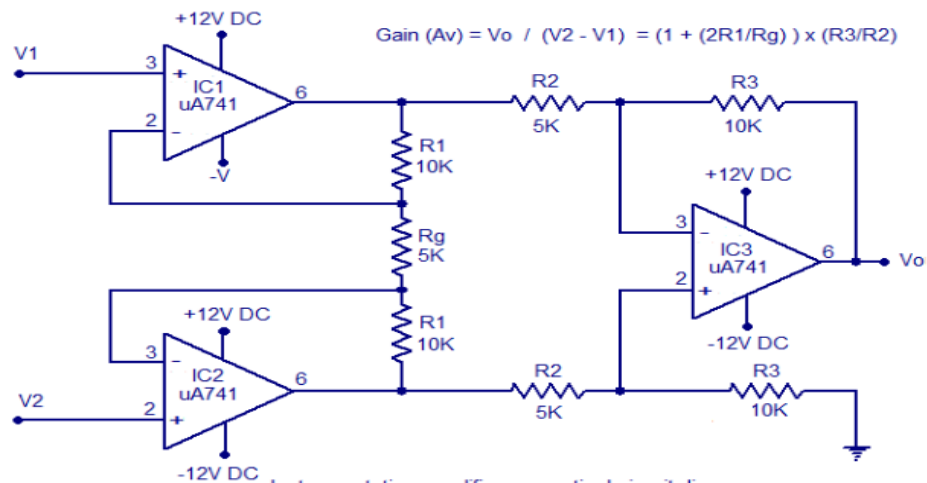 +12V DC
Gain (Av) = Vo / (V2 - V1) = (1 + (2R1/Rg) ) x (R3/R2)
V1
3
+
IC1
uA741
6
2
-
-V
R2
5K
R3
10K
R1
10K
+12V DC
Rg
5K
3
-
IC3
uA741
6
Vo
2
+
+12V DC
R1
10K
-12V DC
3
-
IC2
uA741
6
R2
5K
R3
10K
V2
2
+
-12V DC